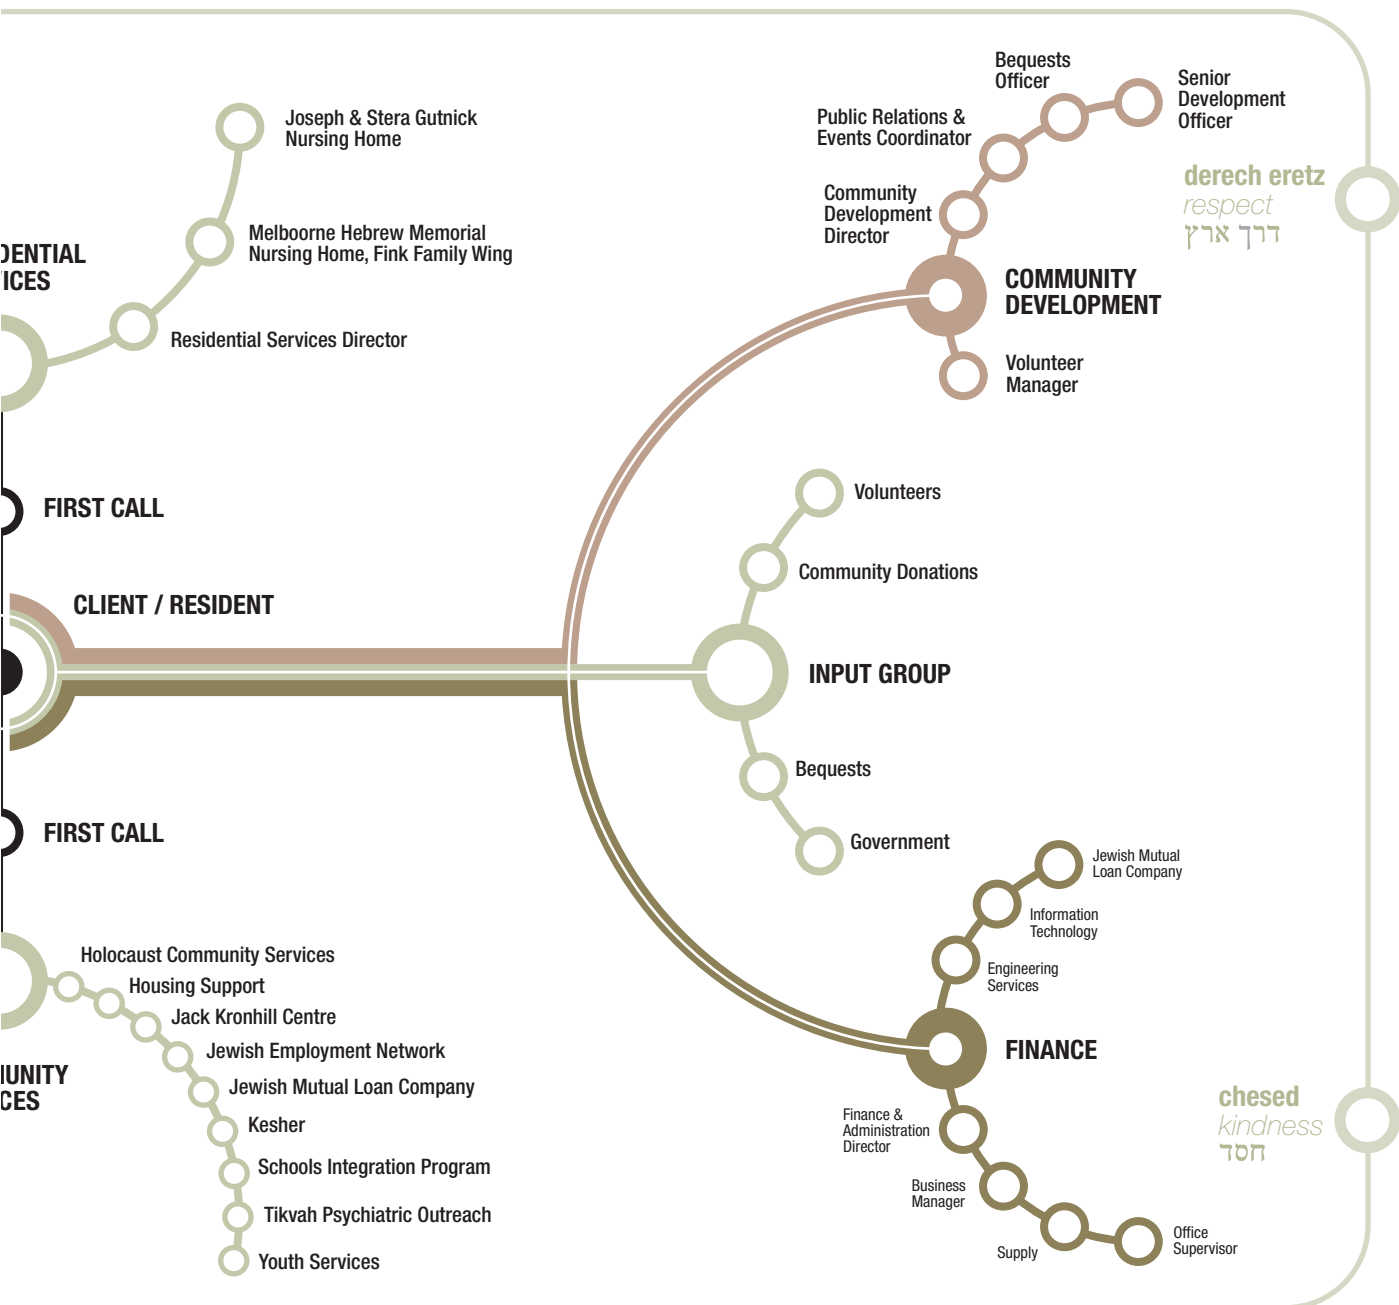 Joseph & Stera Gutnick
Nursing Home
Melboorne Hebrew Memorial
Nursing Home, Fink Family Wing
DENTIAL
ICES
Residential Services Director
FIRST CALL
CLIENT / RESIDENT
FIRST CALL
Holocaust Community Services
Housing Support
Jack Kronhill Centre
Jewish Employment Network
Jewish Mutual Loan Company
Kesher
Schools Integration Program
Tikvah Psychiatric Outreach
Youth Services
UNITY
CES
Bequests
Officer
Senior
Development
Officer
Public Relations &
Events Coordinator
Community
Development
Director
COMMUNITY
DEVELOPMENT
Volunteer
Manager
derech eretz
respect
דרך ארץ
Volunteers
Community Donations
INPUT GROUP
Bequests
Government
Jewish Mutual
Loan Company
Information
Technology
Engineering
Services
FINANCE
Finance &
Administration
Director
Business
Manager
Supply
Office
Supervisor
chesed
kindness
חסד